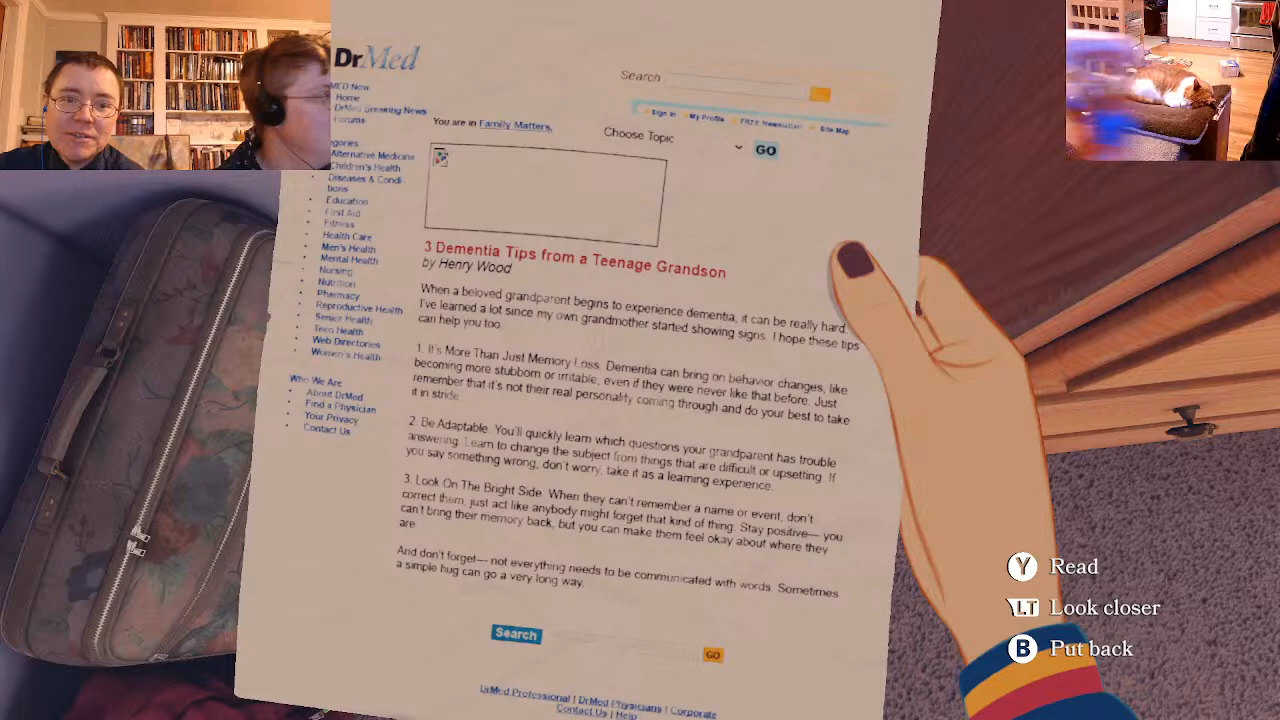 DrMed
Search
Sign In My Profile FREE Newsletter Site Map
MED Now
Home
DrMed Breaking News
Forums
You are in Family Matters.
Choose Topic
GO
gories
Alternative Medicine
Children's Health
Diseases & Condi-
tions
Education
First Aid
Fitness
Health Care
Men's Health
Mental Health
Nursing
Nutrition
Pharmacy
Reproductive Health
Senior Health
Teen Health
Web Directories
Women's Health
Who We Are
About DrMed
Find a Physician
Your Privacy
Contact Us
3 Dementia Tips from a Teenage Grandson
by Henry Wood
When a beloved grandparent begins to experience dementia, it can be really hard.
I've learned a lot since my own grandmother started showing signs. I hope these tips
can help you too.
1. It's More Than Just Memory Loss. Dementia can bring on behavior changes, like
becoming more stubborn or irritable, even if they were never like that before. Just
remember that it's not their real personality coming through and do your best to take
it in stride.
2. Be Adaptable. You'll quickly learn which questions your grandparent has trouble
answering. Learn to change the subject from things that are difficult or upsetting. If
you say something wrong, don't worry, take it as a learning experience.
3. Look On The Bright Side. When they can't remember a name or event, don't
correct them, just act like anybody might forget that kind of thing. Stay positive— you
can't bring their memory back, but you can make them feel okay about where they
are.
And don't forget— not everything needs to be communicated with words. Sometimes
a simple hug can go a very long way.
Search
GO
DrMed Professional | DrMed Physicians | Corporate
Contact Us | Help
Y Read
LT Look closer
B Put back